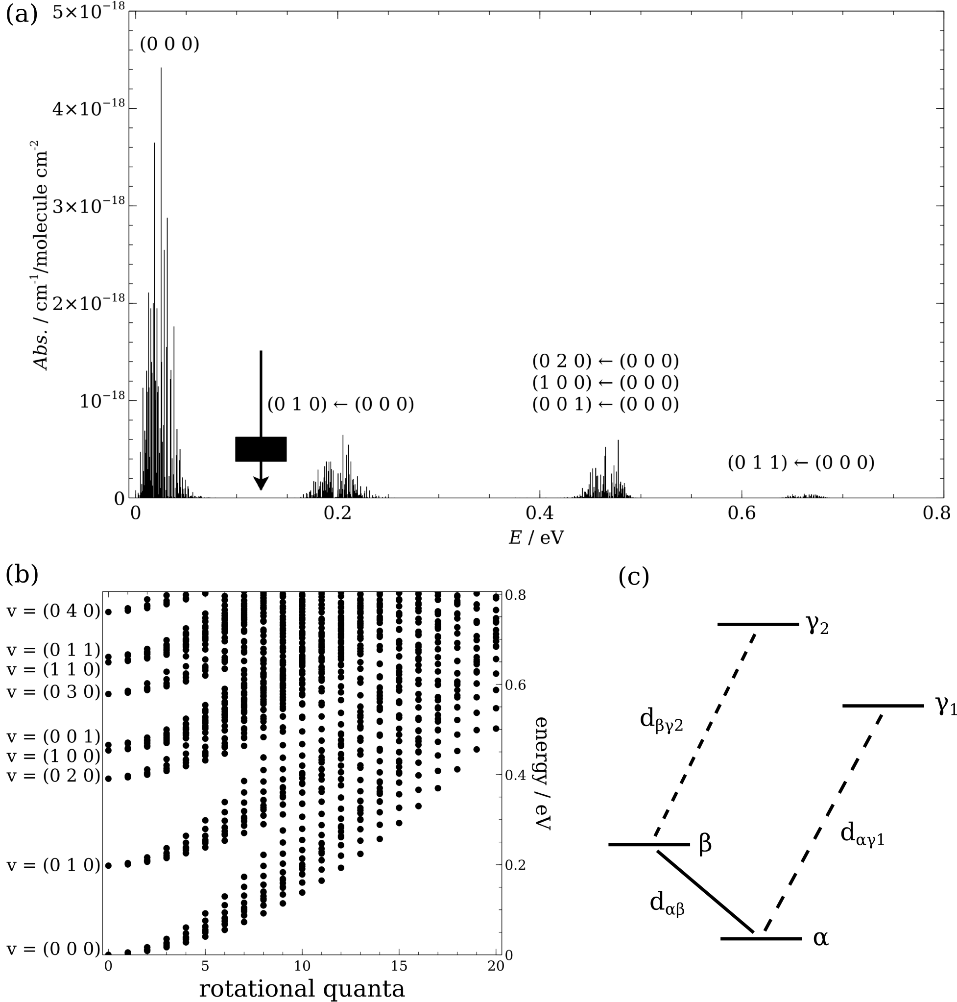 (a)
5×10⁻¹⁸
(0 0 0)
4×10⁻¹⁸
3×10⁻¹⁸
2×10⁻¹⁸
10⁻¹⁸
0
Abs. / cm⁻¹/molecule cm⁻²
(0 1 0) ← (0 0 0)
(0 2 0) ← (0 0 0)
(1 0 0) ← (0 0 0)
(0 0 1) ← (0 0 0)
(0 1 1) ← (0 0 0)
0 0.2 0.4 0.6 0.8
E / eV
(b)
v = (0 4 0)
v = (0 1 1)
v = (1 1 0)
v = (0 3 0)
v = (0 0 1)
v = (1 0 0)
v = (0 2 0)
v = (0 1 0)
v = (0 0 0)
0.8
0.6
0.4
0.2
0
energy / eV
0 5 10 15 20
rotational quanta
(c)
γ₂
γ₁
dβγ2
β
dαγ1
dαβ
α